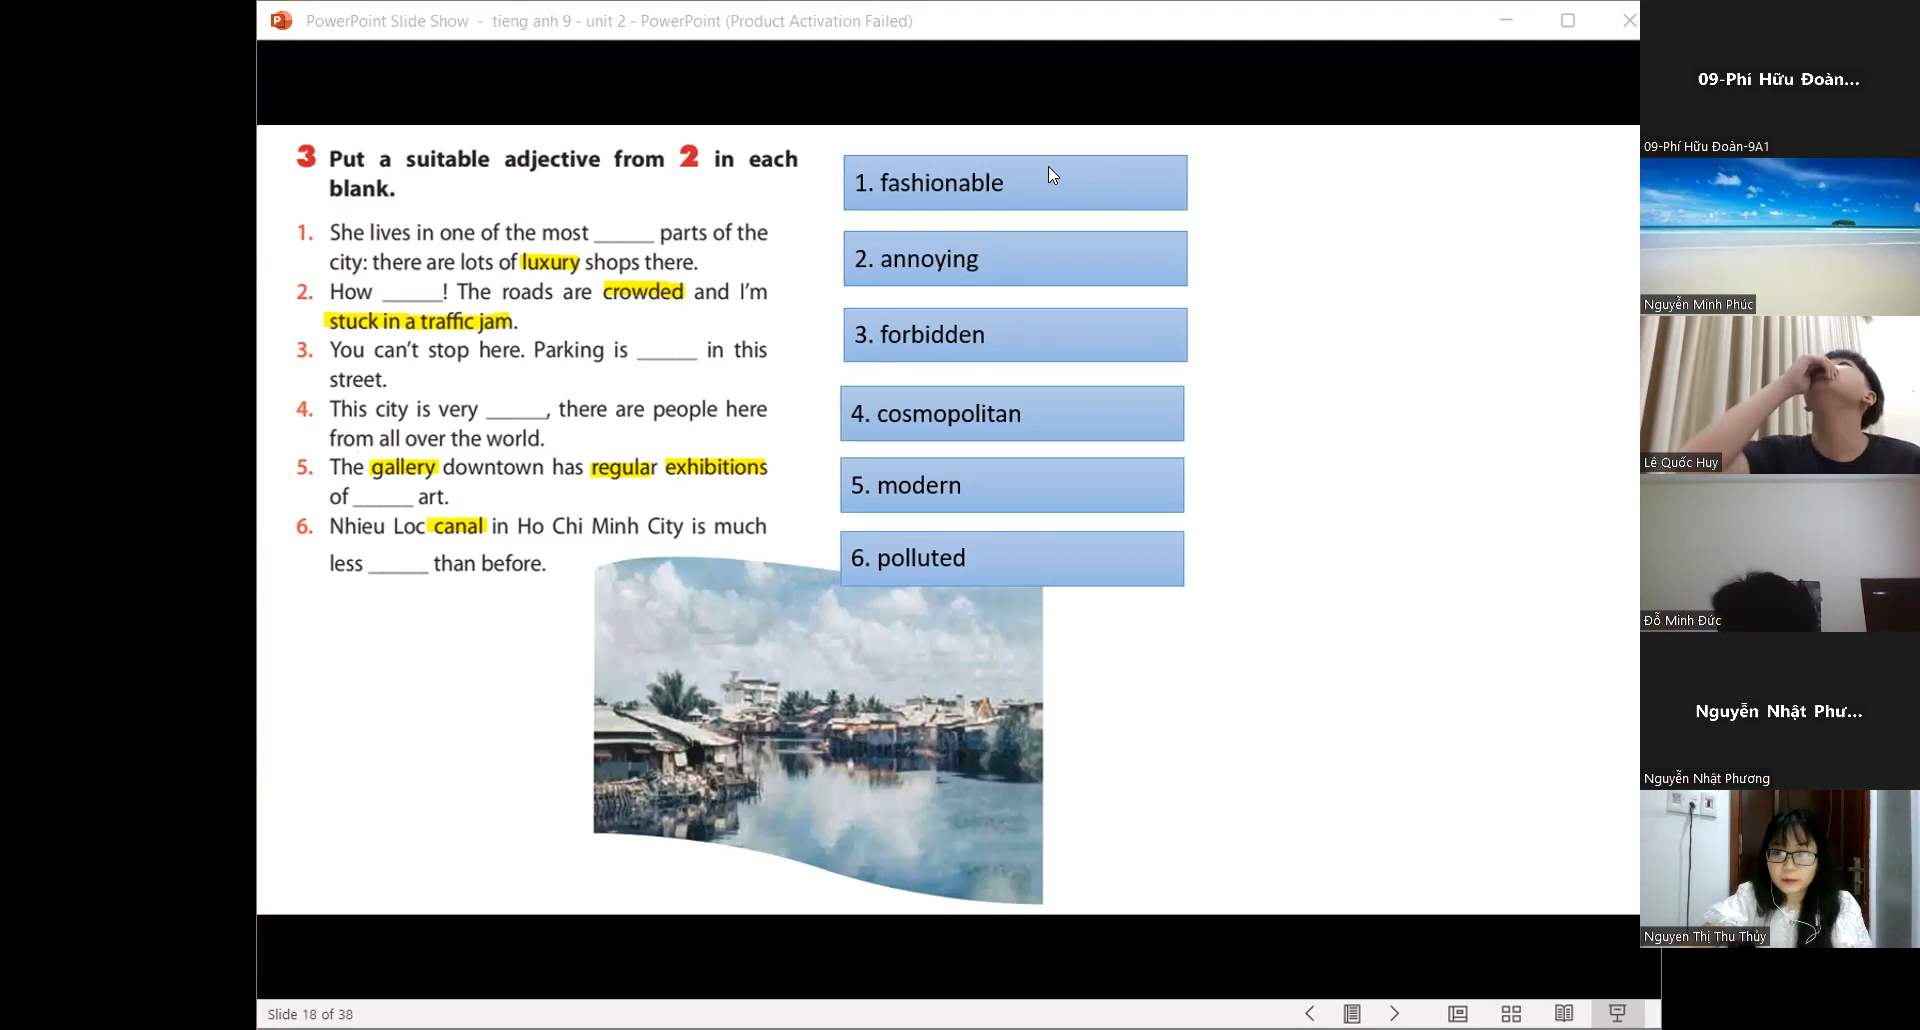 PowerPoint Slide Show - tieng anh 9 - unit 2 - PowerPoint (Product Activation Failed)
3 Put a suitable adjective from 2 in each
blank.
1. She lives in one of the most ______ parts of the
city: there are lots of luxury shops there.
2. How ______! The roads are crowded and I'm
stuck in a traffic jam.
3. You can't stop here. Parking is ______ in this
street.
4. This city is very ______, there are people here
from all over the world.
5. The gallery downtown has regular exhibitions
of ______ art.
6. Nhieu Loc canal in Ho Chi Minh City is much
less ______ than before.
1. fashionable
2. annoying
3. forbidden
4. cosmopolitan
5. modern
6. polluted
Slide 18 of 38
09-Phí Hữu Đoàn...
09-Phí Hữu Đoàn-9A1
Nguyễn Minh Phúc
Lê Quốc Huy
Đỗ Minh Đức
Nguyễn Nhật Phư...
Nguyễn Nhật Phương
Nguyen Thị Thu Thủy